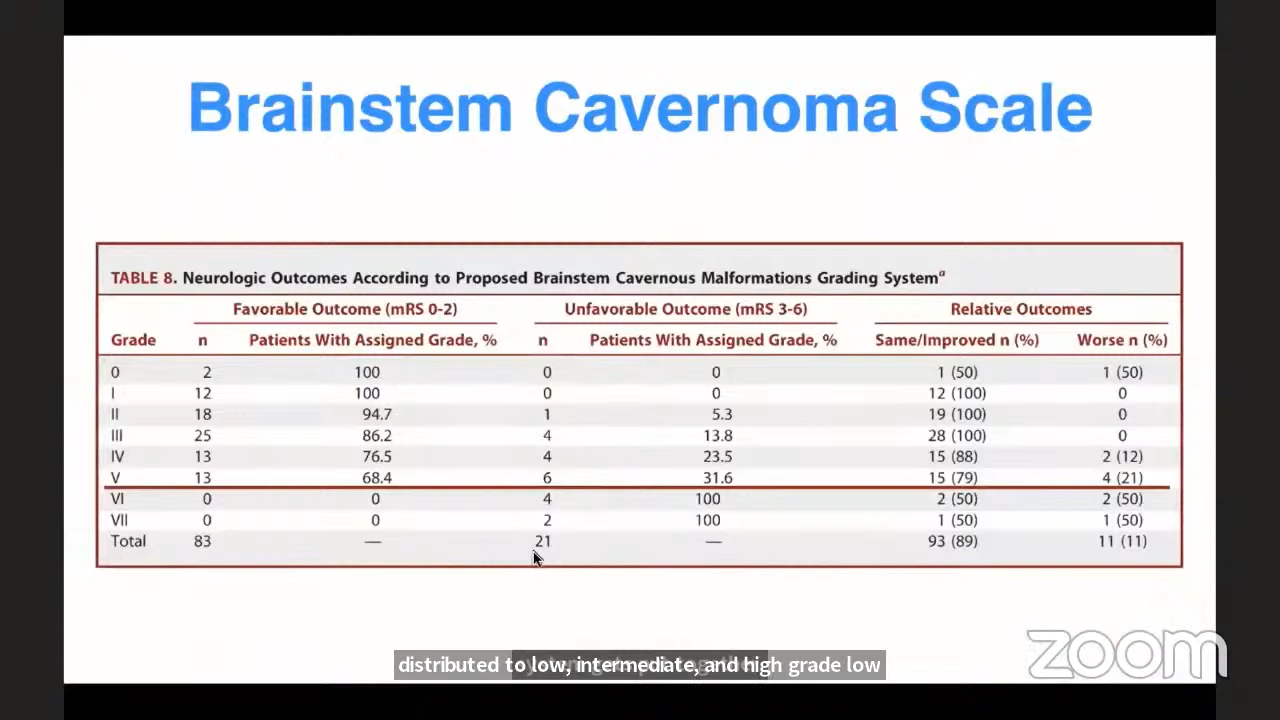 Brainstem Cavernoma Scale
TABLE 8. Neurologic Outcomes According to Proposed Brainstem Cavernous Malformations Grading System^a
Favorable Outcome (mRS 0-2) Unfavorable Outcome (mRS 3-6) Relative Outcomes
Grade n Patients With Assigned Grade, % n Patients With Assigned Grade, % Same/Improved n (%) Worse n (%)
0 2 100 0 0 1 (50) 1 (50)
I 12 100 0 0 12 (100) 0
II 18 94.7 1 5.3 19 (100) 0
III 25 86.2 4 13.8 28 (100) 0
IV 13 76.5 4 23.5 15 (88) 2 (12)
V 13 68.4 6 31.6 15 (79) 4 (21)
VI 0 0 4 100 2 (50) 2 (50)
VII 0 0 2 100 1 (50) 1 (50)
Total 83 — 21 — 93 (89) 11 (11)
distributed to low, intermediate, and high grade low
zoom